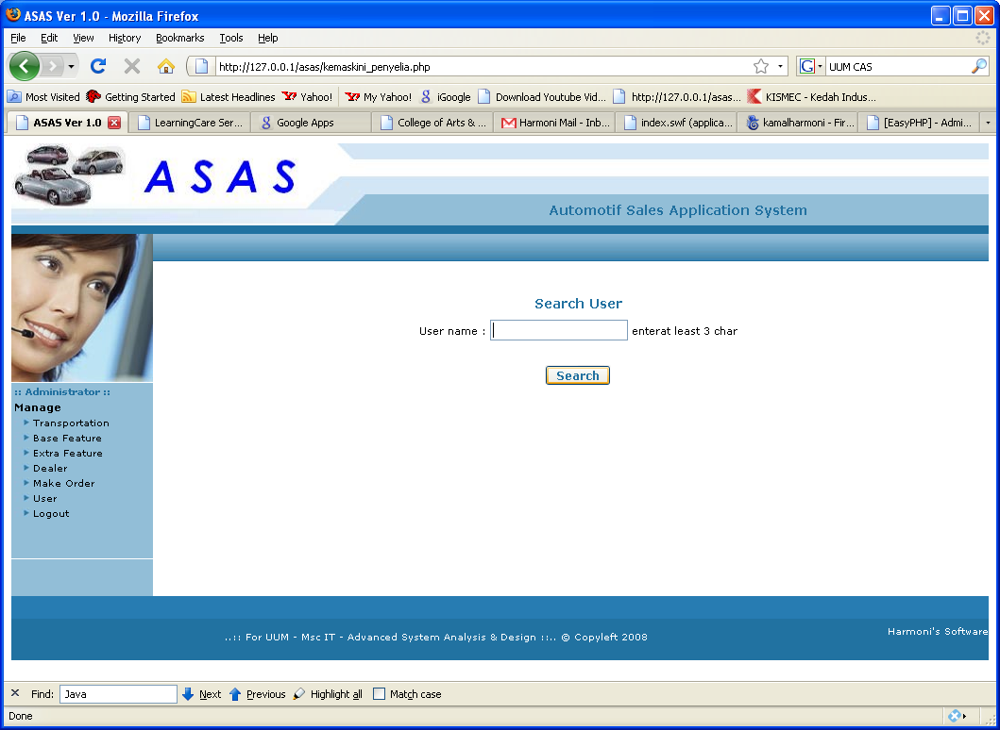 ASAS Ver 1.0 - Mozilla Firefox
File Edit View History Bookmarks Tools Help
http://127.0.0.1/asas/kemaskini_penyelia.php
G UUM CAS
Most Visited Getting Started Latest Headlines Yahoo! My Yahoo! iGoogle Download Youtube Vid... http://127.0.0.1/asas... KISMEC - Kedah Indus...
ASAS Ver 1.0 LearningCare Ser... Google Apps College of Arts & ... Harmoni Mail - Inb... index.swf (applica... kamalharmoni - Fir... [EasyPHP] - Admi...
ASAS
Automotif Sales Application System
Search User
User name : enterat least 3 char
Search
:: Administrator ::
Manage
Transportation
Base Feature
Extra Feature
Dealer
Make Order
User
Logout
..:: For UUM - Msc IT - Advanced System Analysis & Design ::.. © Copyleft 2008
Harmoni's Software
Find: Java Next Previous Highlight all Match case
Done